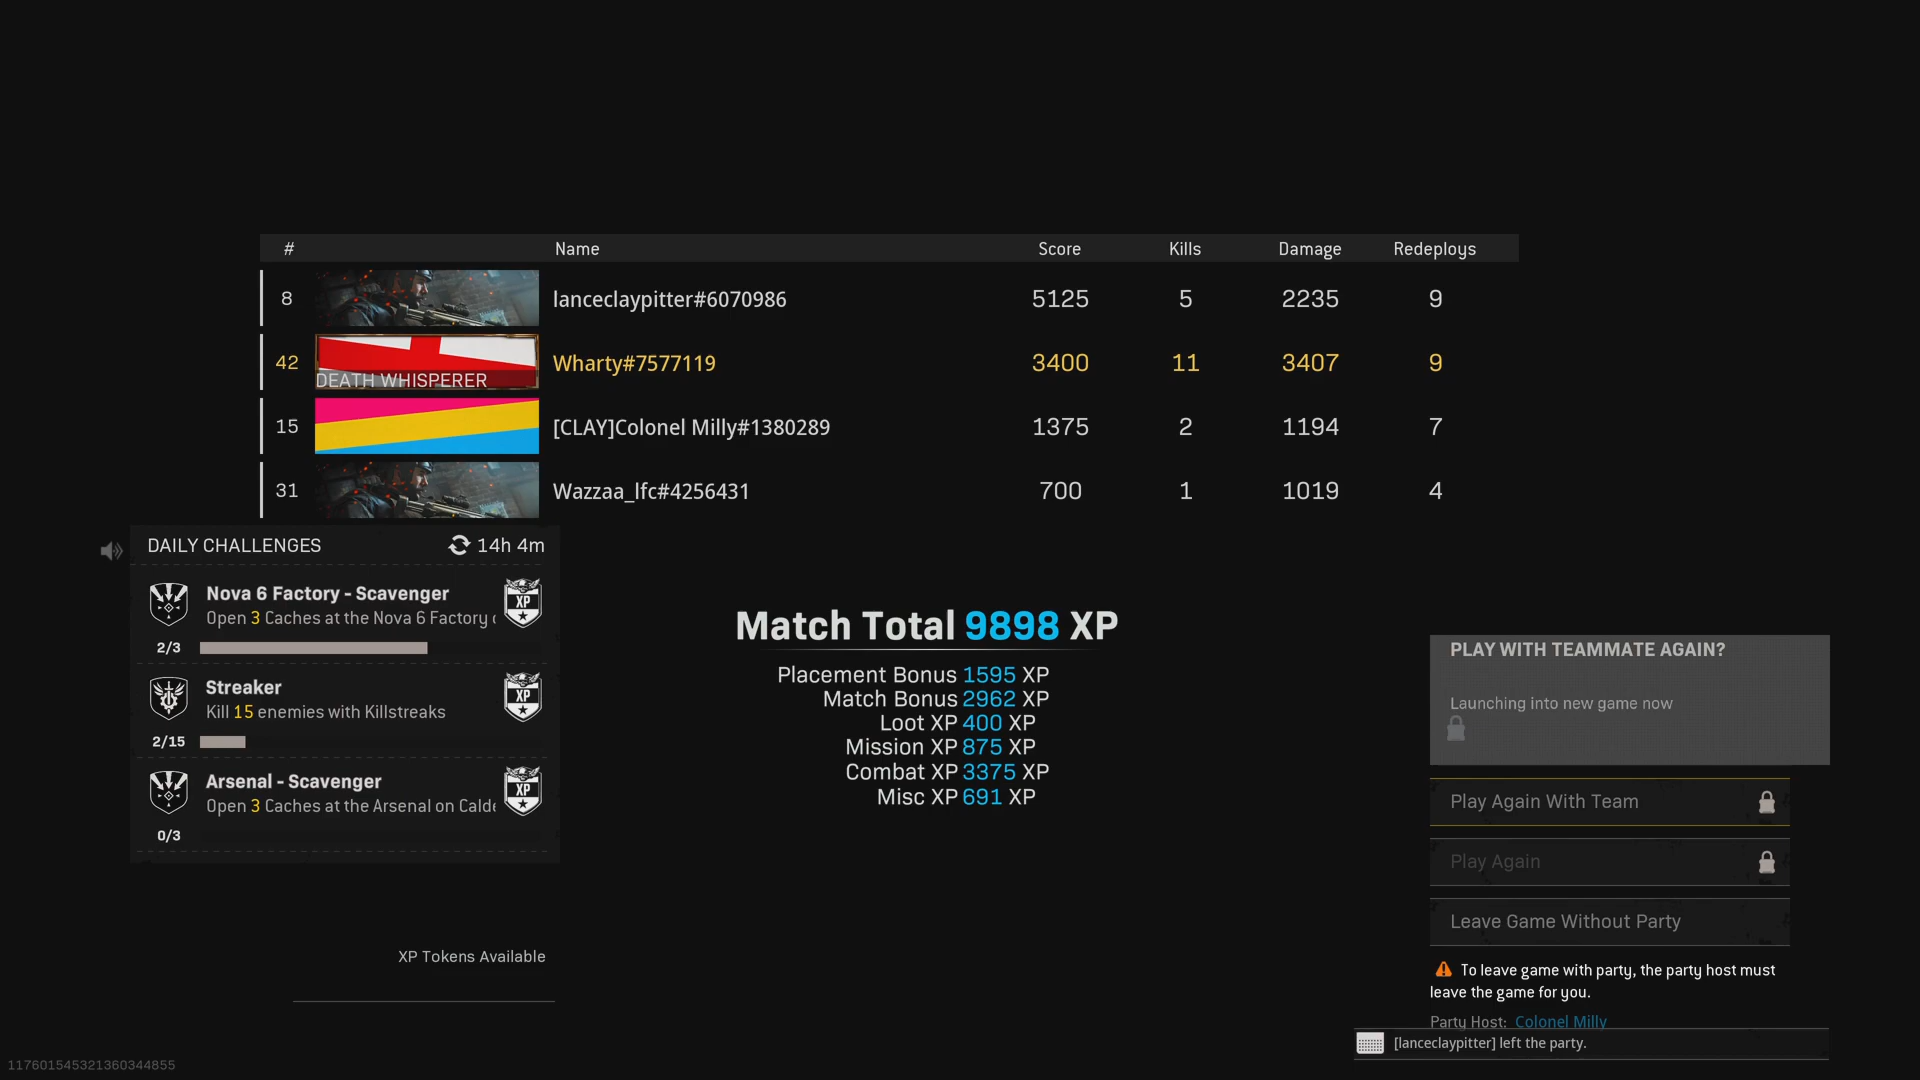 # Name Score Kills Damage Redeploys
8 lanceclaypitter#6070986 5125 5 2235 9
42 DEATH WHISPERER Wharty#7577119 3400 11 3407 9
15 [CLAY]Colonel Milly#1380289 1375 2 1194 7
31 Wazzaa_lfc#4256431 700 1 1019 4
DAILY CHALLENGES 14h 4m
Nova 6 Factory - Scavenger
Open 3 Caches at the Nova 6 Factory
XP
2/3
Streaker
Kill 15 enemies with Killstreaks
XP
2/15
Arsenal - Scavenger
Open 3 Caches at the Arsenal on Calde
XP
0/3
XP Tokens Available
Match Total 9898 XP
Placement Bonus 1595 XP
Match Bonus 2962 XP
Loot XP 400 XP
Mission XP 875 XP
Combat XP 3375 XP
Misc XP 691 XP
PLAY WITH TEAMMATE AGAIN?
Launching into new game now
Play Again With Team
Play Again
Leave Game Without Party
To leave game with party, the party host must
leave the game for you.
Party Host: Colonel Milly
[lanceclaypitter] left the party.
117601545321360344855